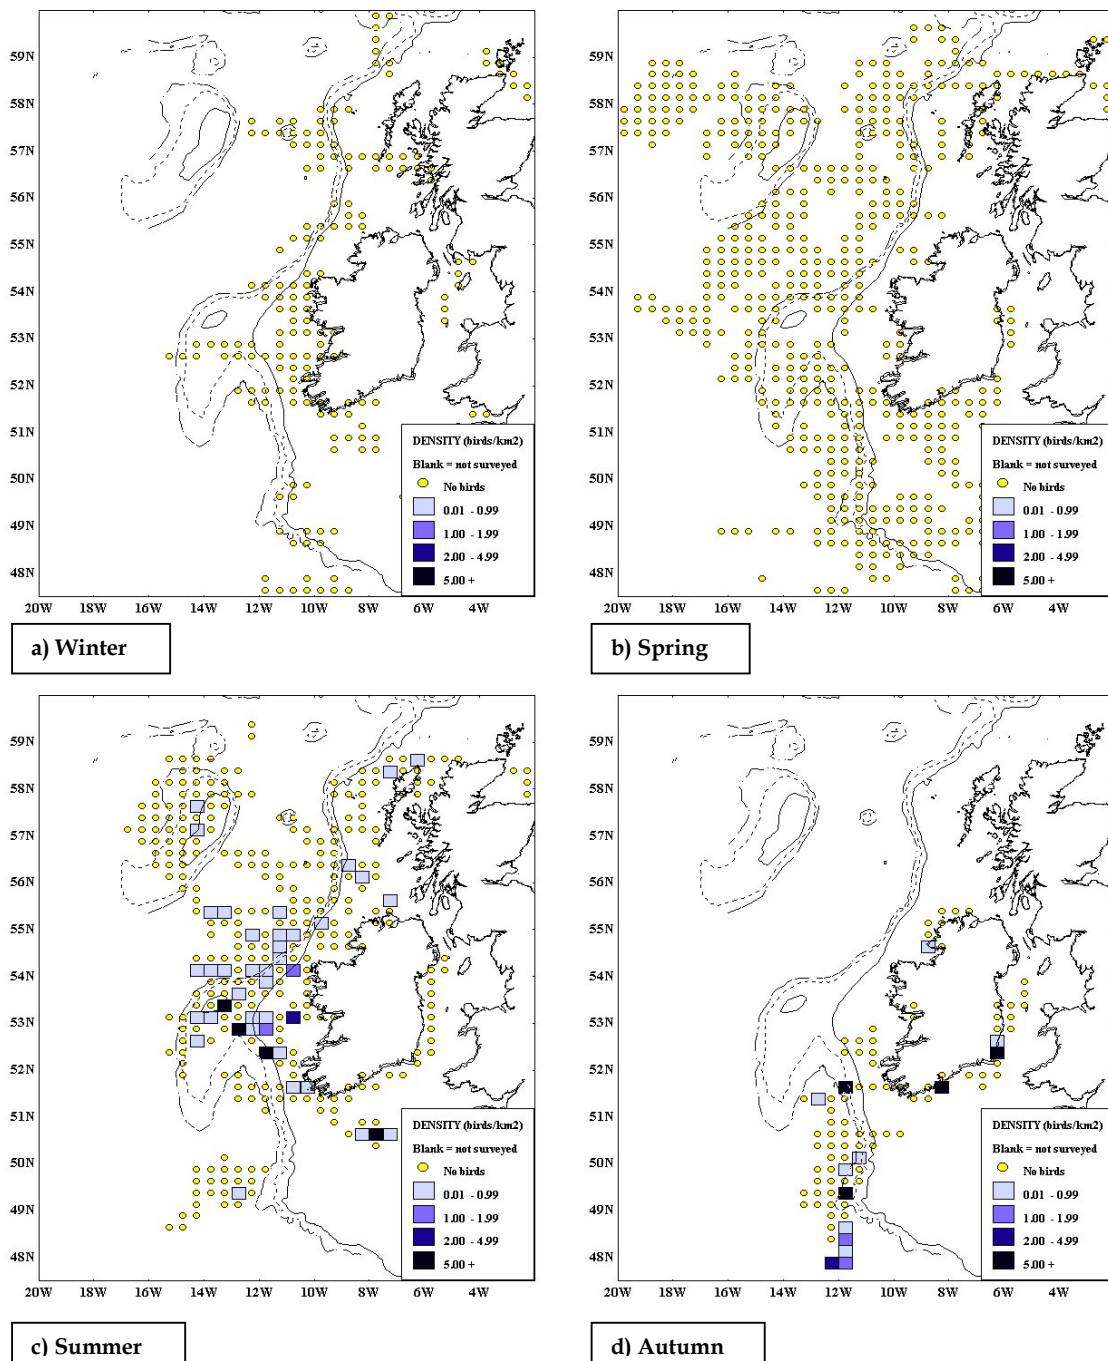 59N
58N
57N
56N
55N
54N
53N
52N
51N
50N
49N
48N
20W 18W 16W 14W 12W 10W 8W 6W 4W
DENSITY (birds/km2)
Blank = not surveyed
No birds
0.01 - 0.99
1.00 - 1.99
2.00 - 4.99
5.00 +
a) Winter
59N
58N
57N
56N
55N
54N
53N
52N
51N
50N
49N
48N
20W 18W 16W 14W 12W 10W 8W 6W 4W
DENSITY (birds/km2)
Blank = not surveyed
No birds
0.01 - 0.99
1.00 - 1.99
2.00 - 4.99
5.00 +
b) Spring
59N
58N
57N
56N
55N
54N
53N
52N
51N
50N
49N
48N
20W 18W 16W 14W 12W 10W 8W 6W 4W
DENSITY (birds/km2)
Blank = not surveyed
No birds
0.01 - 0.99
1.00 - 1.99
2.00 - 4.99
5.00 +
c) Summer
59N
58N
57N
56N
55N
54N
53N
52N
51N
50N
49N
48N
20W 18W 16W 14W 12W 10W 8W 6W 4W
DENSITY (birds/km2)
Blank = not surveyed
No birds
0.01 - 0.99
1.00 - 1.99
2.00 - 4.99
5.00 +
d) Autumn